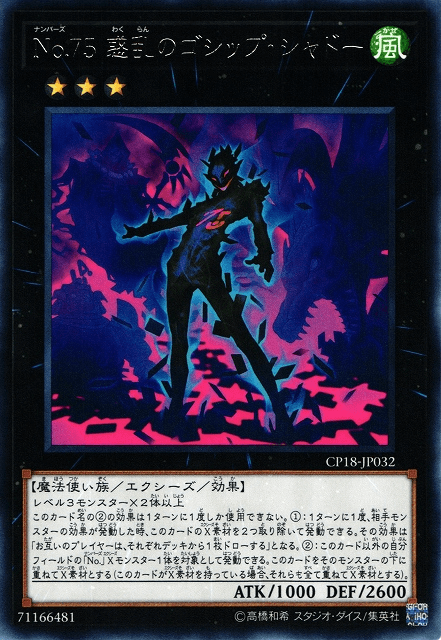 ナンバーズ わくらん
No.75 惑乱のゴシップ・シャドー
風
CP18-JP032
【魔法使い族/エクシーズ/効果】
レベル3モンスター×2体以上
このカード名の②の効果は1ターンに1度しか使用できない。①:1ターンに1度、相手モン
スターの効果が発動した時、このカードのX素材を2つ取り除いて発動できる。その効果は
「お互いのプレイヤーは、それぞれデッキから1枚ドローする」となる。②:このカード以外の自分
フィールドの「No.」Xモンスター1体を対象として発動できる。このカードをそのモンスターの下に
重ねてX素材とする(このカードがX素材を持っている場合、それらも全て重ねてX素材とする)。
ATK/1000 DEF/2600
71166481
©高橋和希 スタジオ・ダイス/集英社